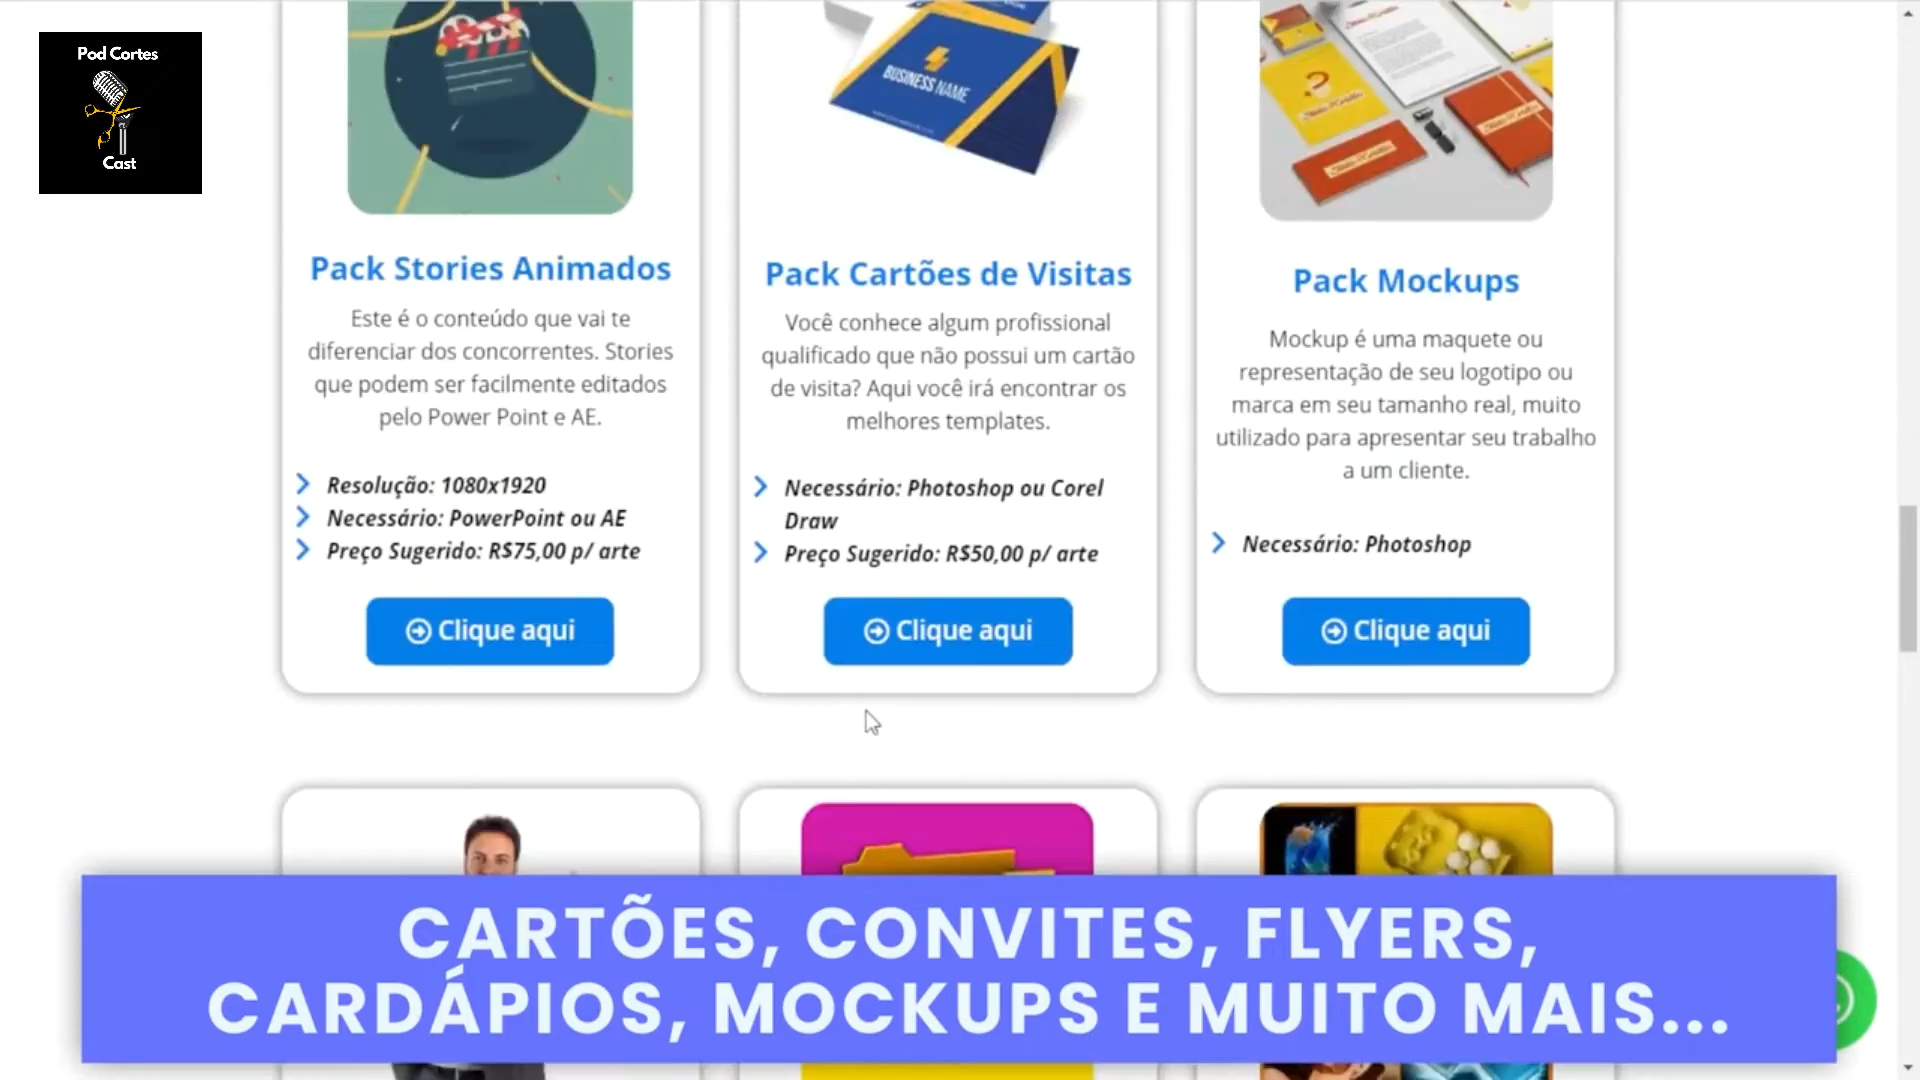 Pod Cortes
Cast
BUSINESS NAME
Pack Stories Animados
Este é o conteúdo que vai te
diferenciar dos concorrentes. Stories
que podem ser facilmente editados
pelo Power Point e AE.
Resolução: 1080x1920
Necessário: PowerPoint ou AE
Preço Sugerido: R$75,00 p/ arte
Clique aqui
Pack Cartões de Visitas
Você conhece algum profissional
qualificado que não possui um cartão
de visita? Aqui você irá encontrar os
melhores templates.
Necessário: Photoshop ou Corel
Draw
Preço Sugerido: R$50,00 p/ arte
Clique aqui
Pack Mockups
Mockup é uma maquete ou
representação de seu logotipo ou
marca em seu tamanho real, muito
utilizado para apresentar seu trabalho
a um cliente.
Necessário: Photoshop
Clique aqui
CARTÕES, CONVITES, FLYERS,
CARDÁPIOS, MOCKUPS E MUITO MAIS...